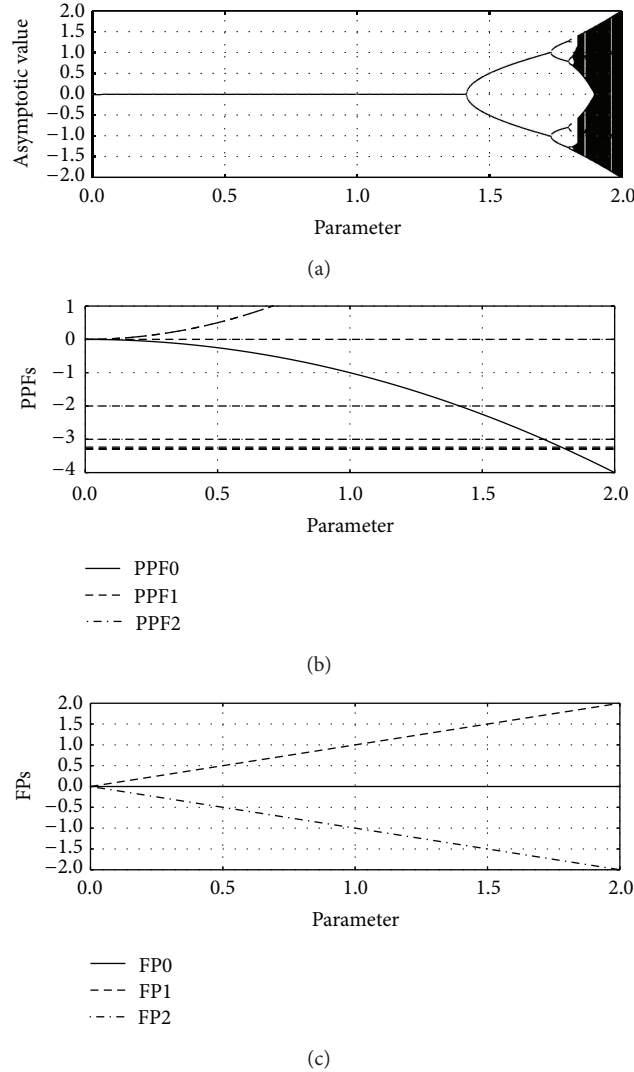 Asymptotic value
2.0
1.5
1.0
0.5
0.0
−0.5
−1.0
−1.5
−2.0
0.0 0.5 1.0 1.5 2.0
Parameter
(a)
PPFs
1
0
−1
−2
−3
−4
0.0 0.5 1.0 1.5 2.0
Parameter
PPF0
PPF1
PPF2
(b)
FPs
2.0
1.5
1.0
0.5
0.0
−0.5
−1.0
−1.5
−2.0
0.0 0.5 1.0 1.5 2.0
Parameter
FP0
FP1
FP2
(c)